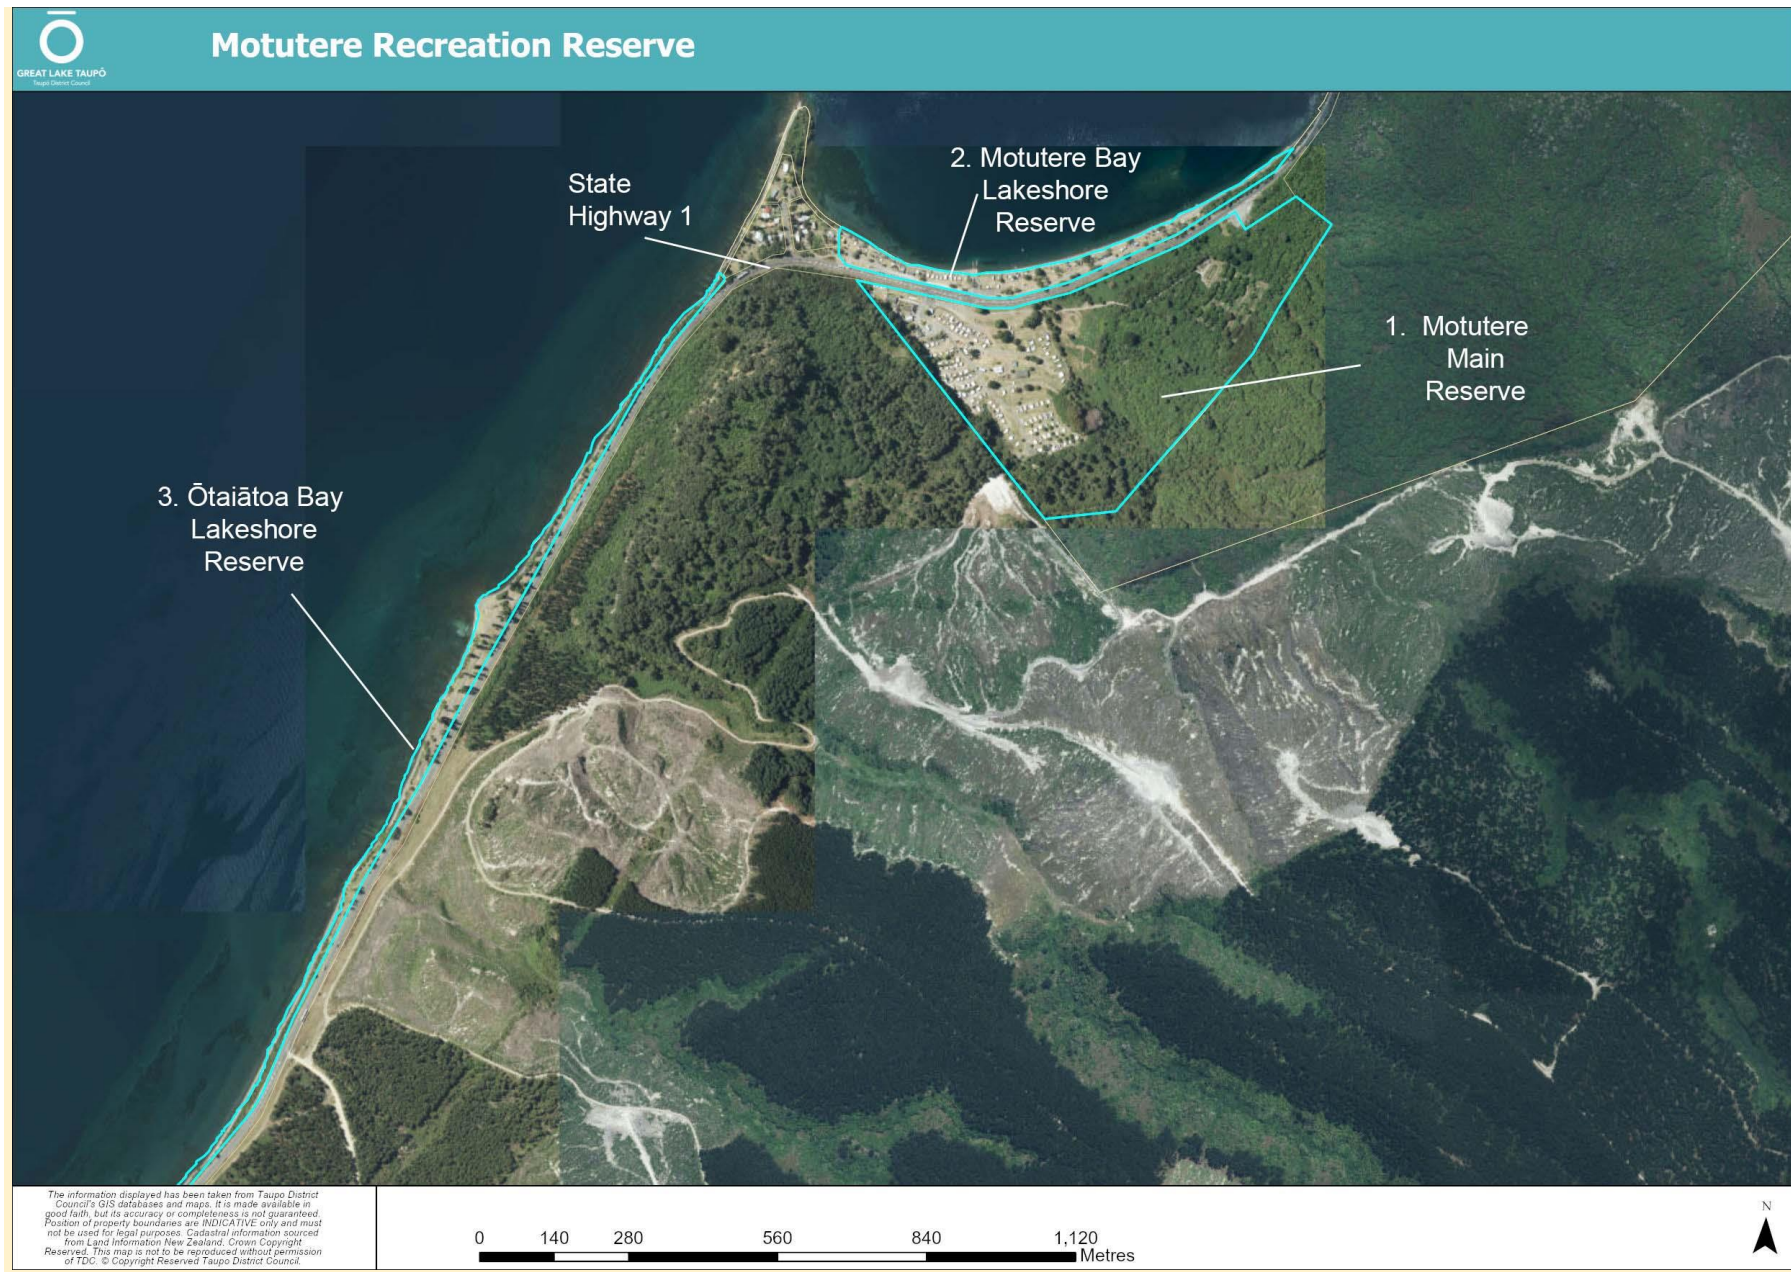 GREAT LAKE TAUPŌ
Taupō District Council
Motutere Recreation Reserve
State
Highway 1
2. Motutere Bay
Lakeshore
Reserve
1. Motutere
Main
Reserve
3. Ōtaiātoa Bay
Lakeshore
Reserve
The information displayed has been taken from Taupo District
Council's GIS databases and maps. It is made available in
good faith, but its accuracy or completeness is not guaranteed.
Position of property boundaries are INDICATIVE only and must
not be used for legal purposes. Cadastral information sourced
from Land Information New Zealand. Crown Copyright
Reserved. This map is not to be reproduced without permission
of TDC. © Copyright Reserved Taupo District Council.
0 140 280 560 840 1,120
Metres
N